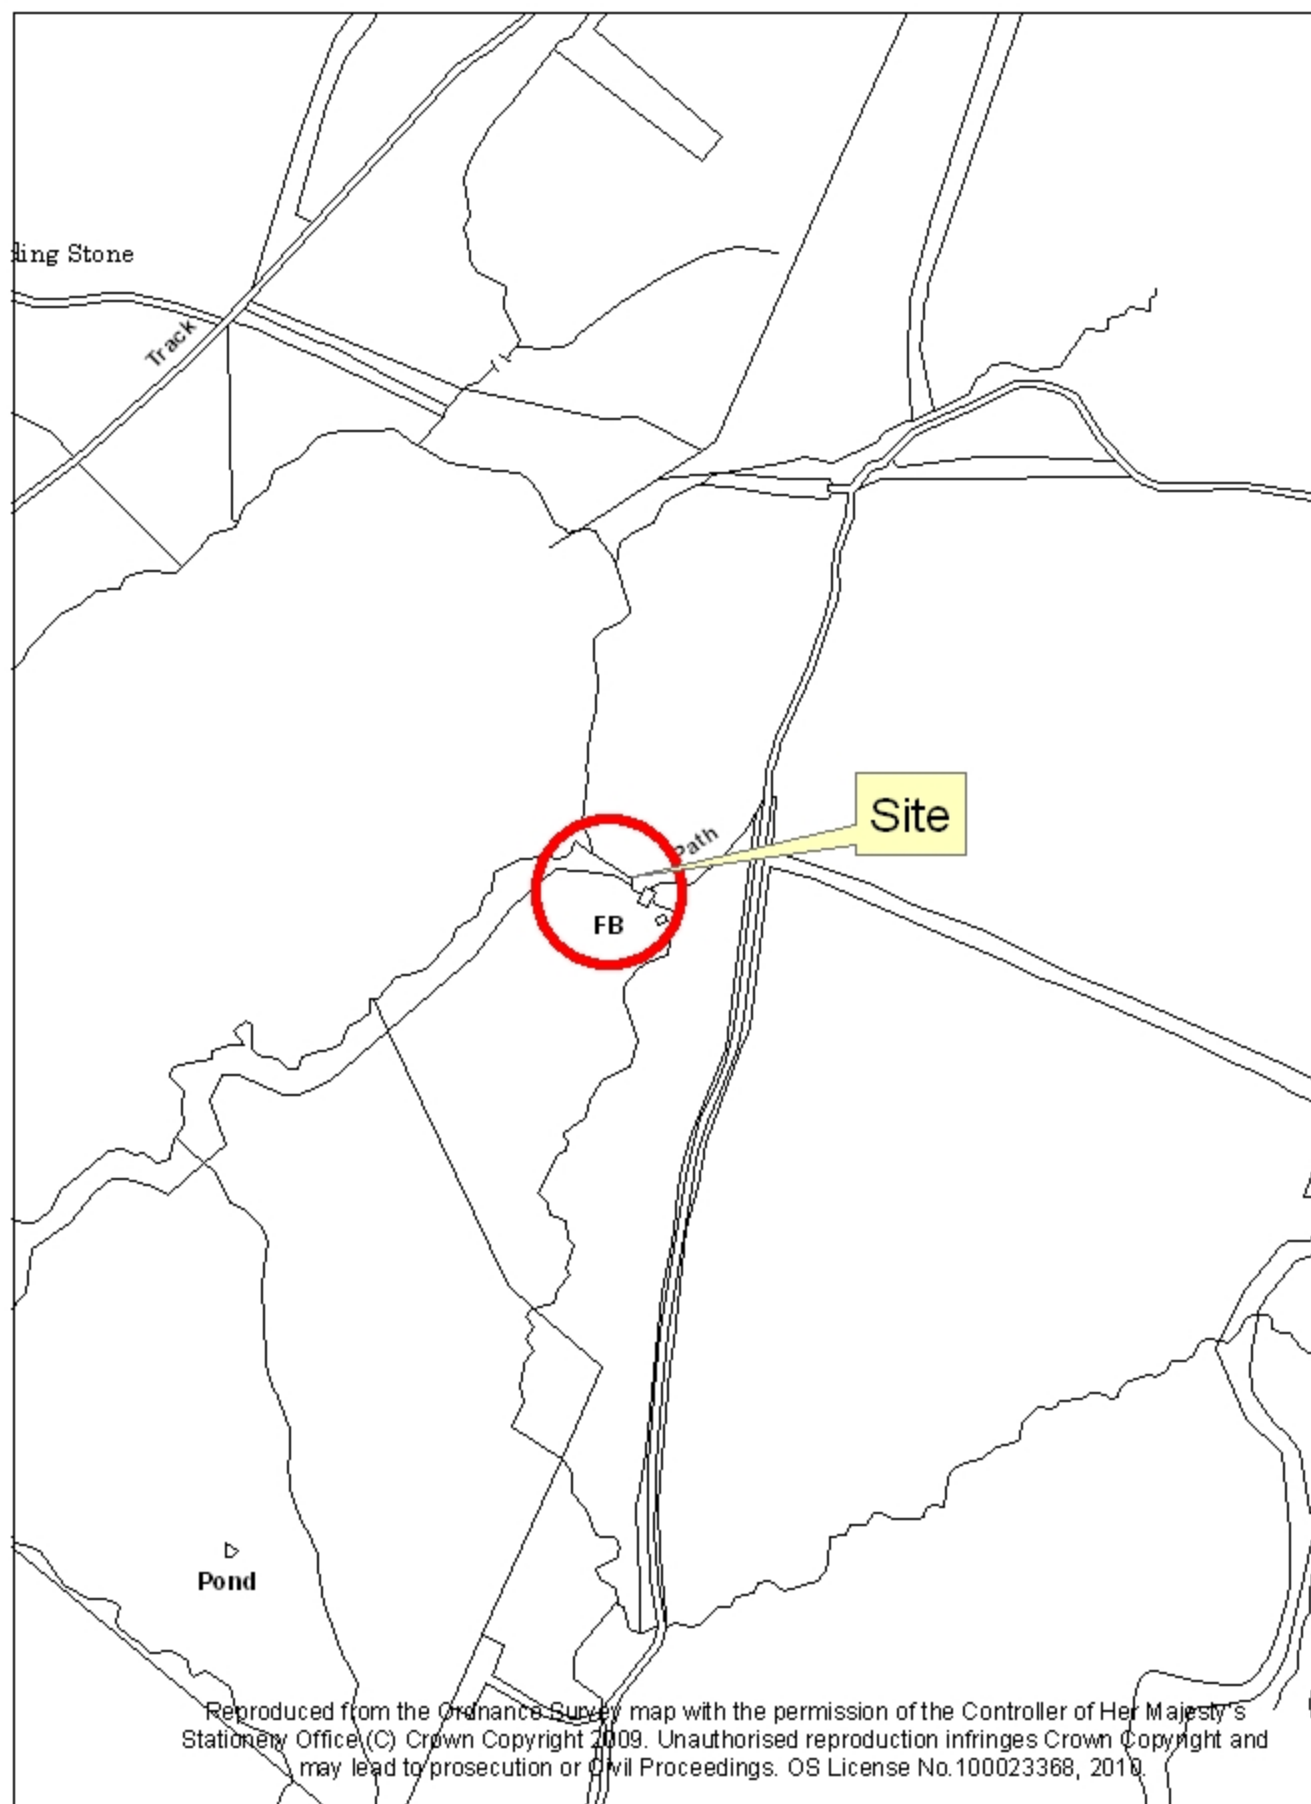 ding Stone
Track
Site
Path
FB
Pond
Reproduced from the Ordnance Survey map with the permission of the Controller of Her Majesty's
Stationery Office (C) Crown Copyright 2009. Unauthorised reproduction infringes Crown Copyright and
may lead to prosecution or Civil Proceedings. OS License No.100023368, 2010.